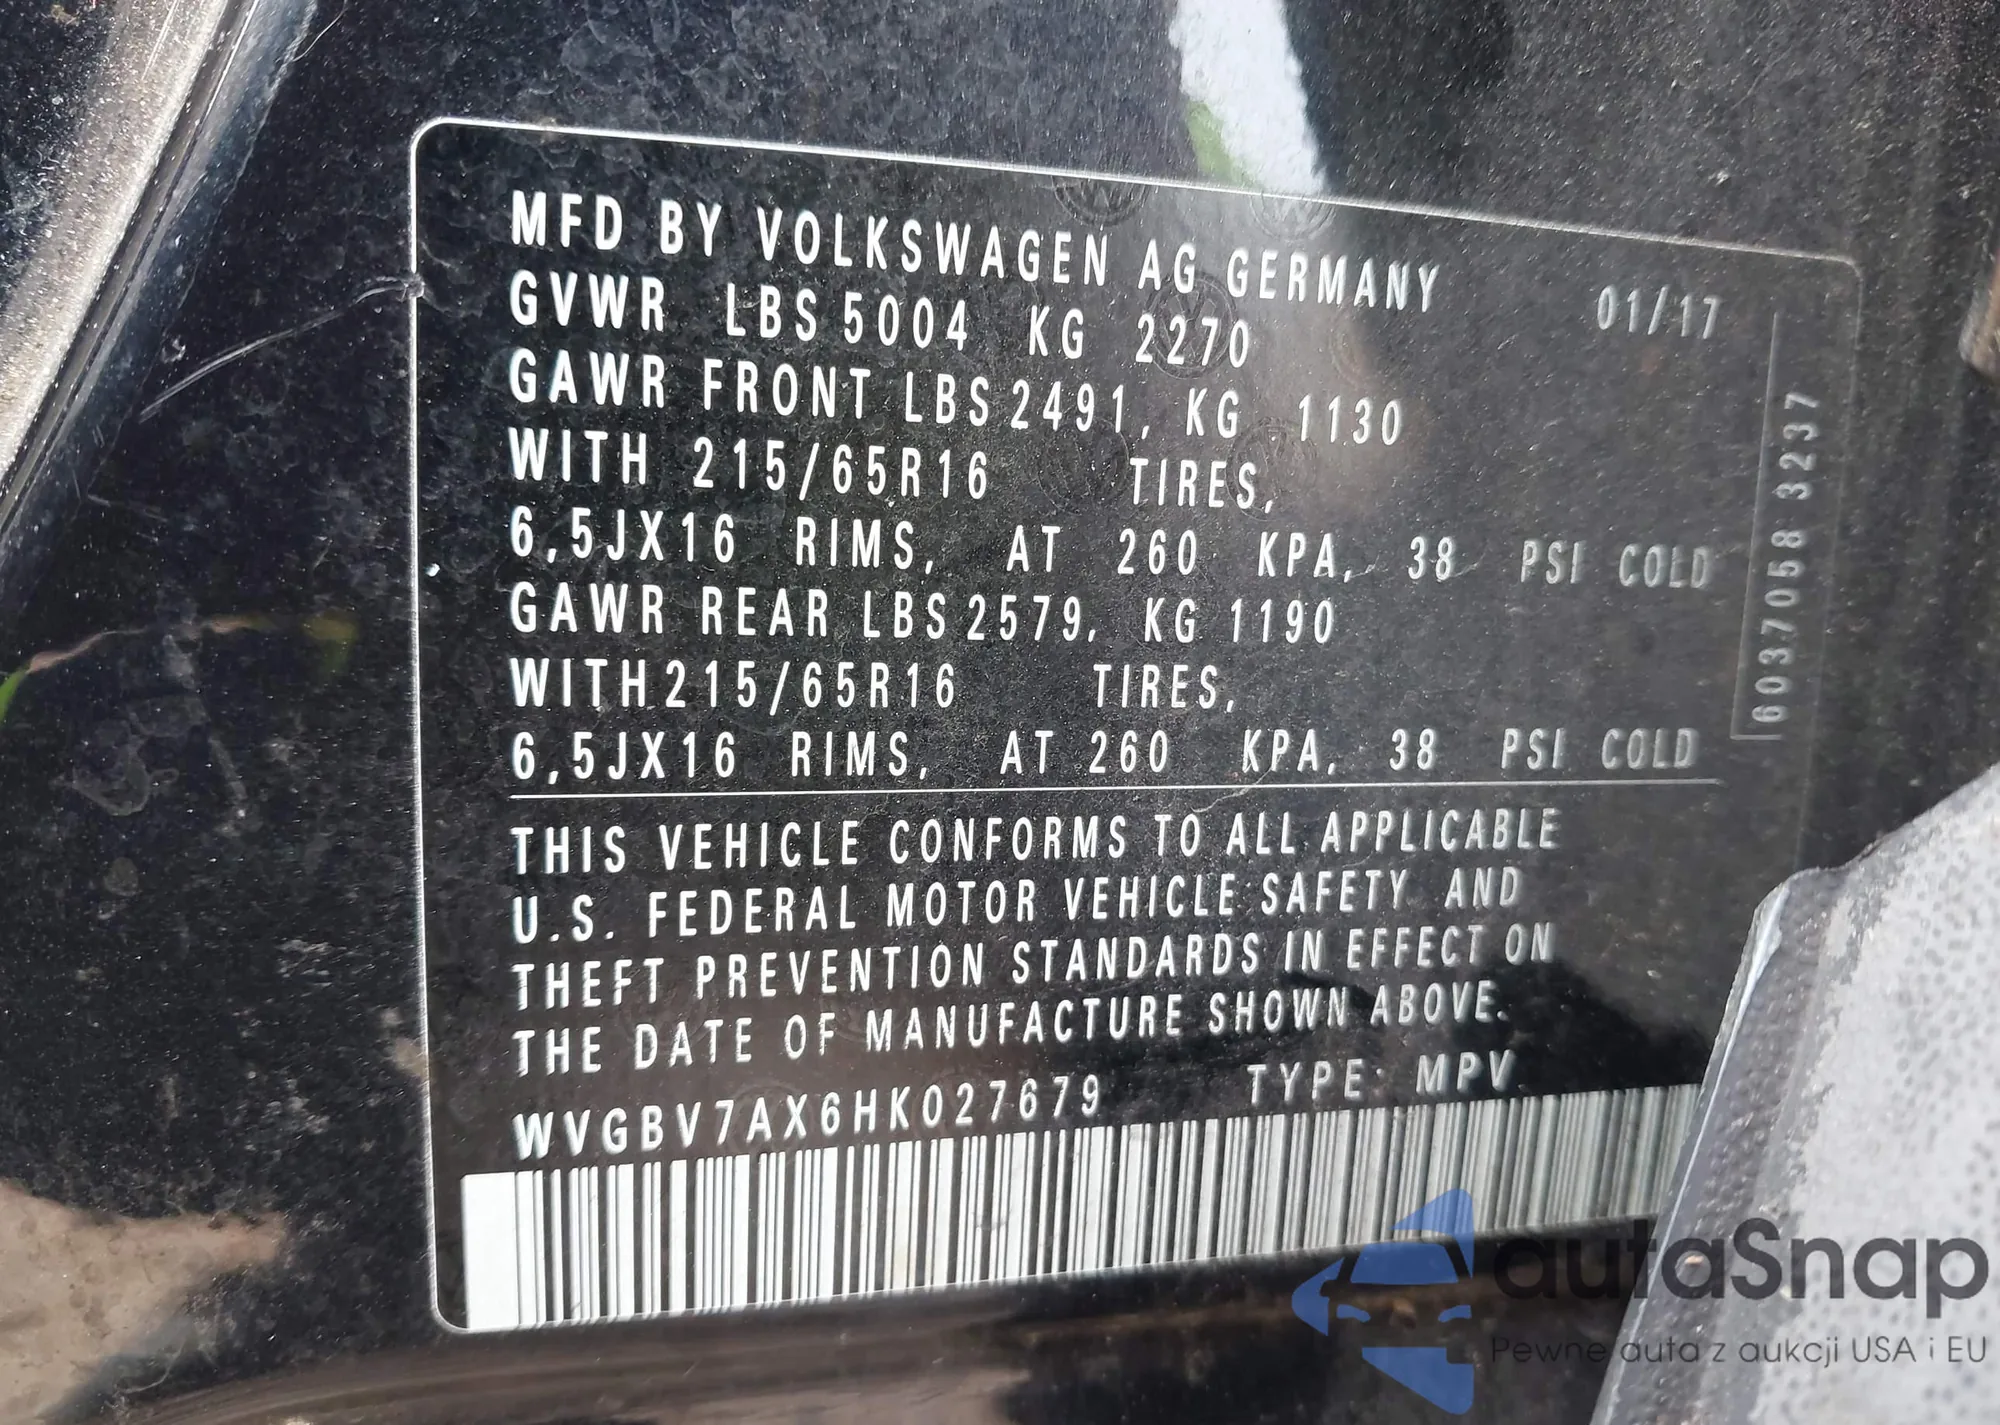 MFD BY VOLKSWAGEN AG GERMANY 01/17
GVWR LBS 5004 KG 2270
GAWR FRONT LBS 2491, KG 1130
WITH 215/65R16 TIRES,
6,5JX16 RIMS, AT 260 KPA, 38 PSI COLD
GAWR REAR LBS 2579, KG 1190
WITH 215/65R16 TIRES,
6,5JX16 RIMS, AT 260 KPA, 38 PSI COLD
6037058 3237
THIS VEHICLE CONFORMS TO ALL APPLICABLE
U.S. FEDERAL MOTOR VEHICLE SAFETY AND
THEFT PREVENTION STANDARDS IN EFFECT ON
THE DATE OF MANUFACTURE SHOWN ABOVE.
WVGBV7AX6HK027679 TYPE: MPV
autaSnap
Pewne auta z aukcji USA i EU